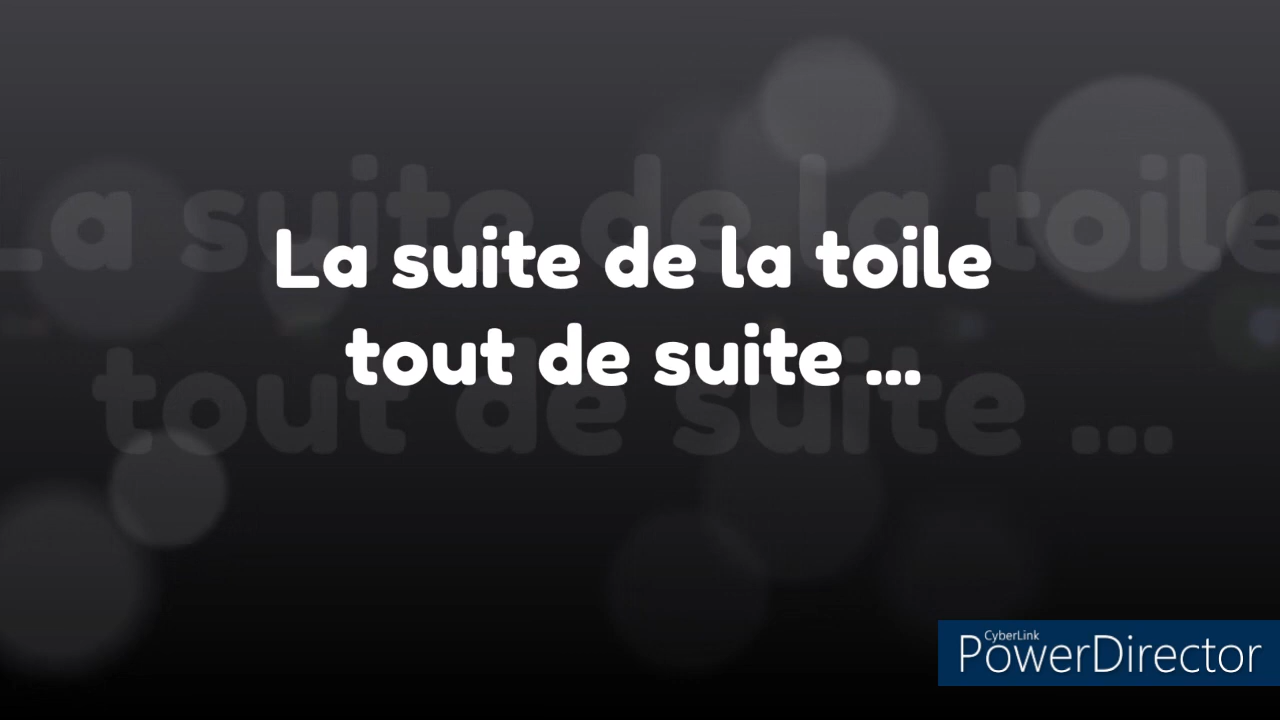 La suite de la toile
tout de suite ...
CyberLink
PowerDirector